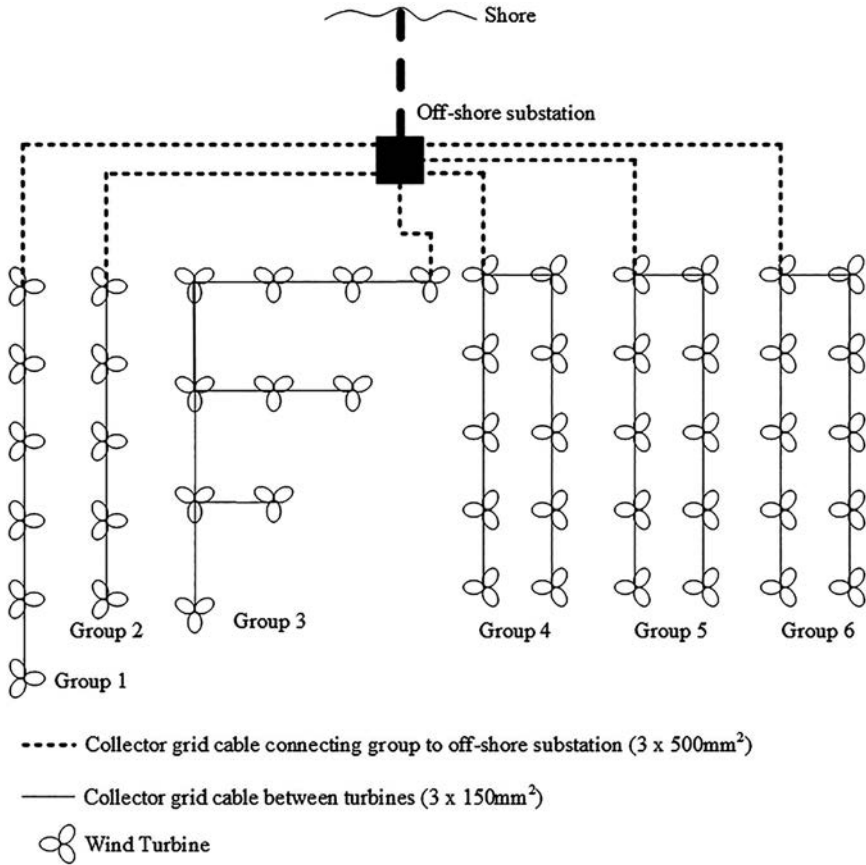 Shore
Off-shore substation
Group 2
Group 3
Group 4
Group 5
Group 6
Group 1
Collector grid cable connecting group to off-shore substation (3 x 500mm²)
Collector grid cable between turbines (3 x 150mm²)
Wind Turbine